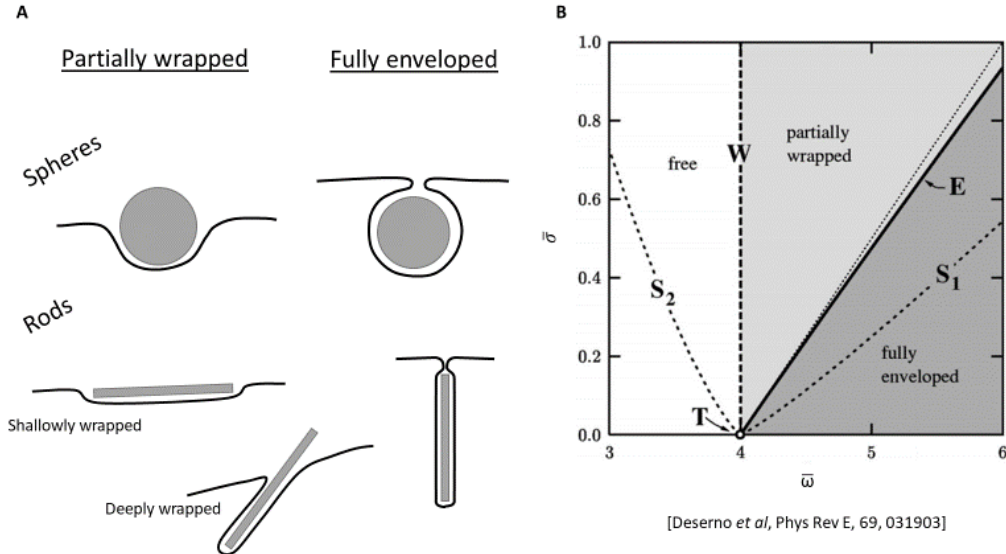 A
Partially wrapped
Fully enveloped
Spheres
Rods
Shallowly wrapped
Deeply wrapped
B
1.0
0.8
0.6
0.4
0.2
0.0
σ̄
free
W
partially
wrapped
E
S₂
S₁
fully
enveloped
T
3
4
5
6
ω̄
[Deserno et al, Phys Rev E, 69, 031903]